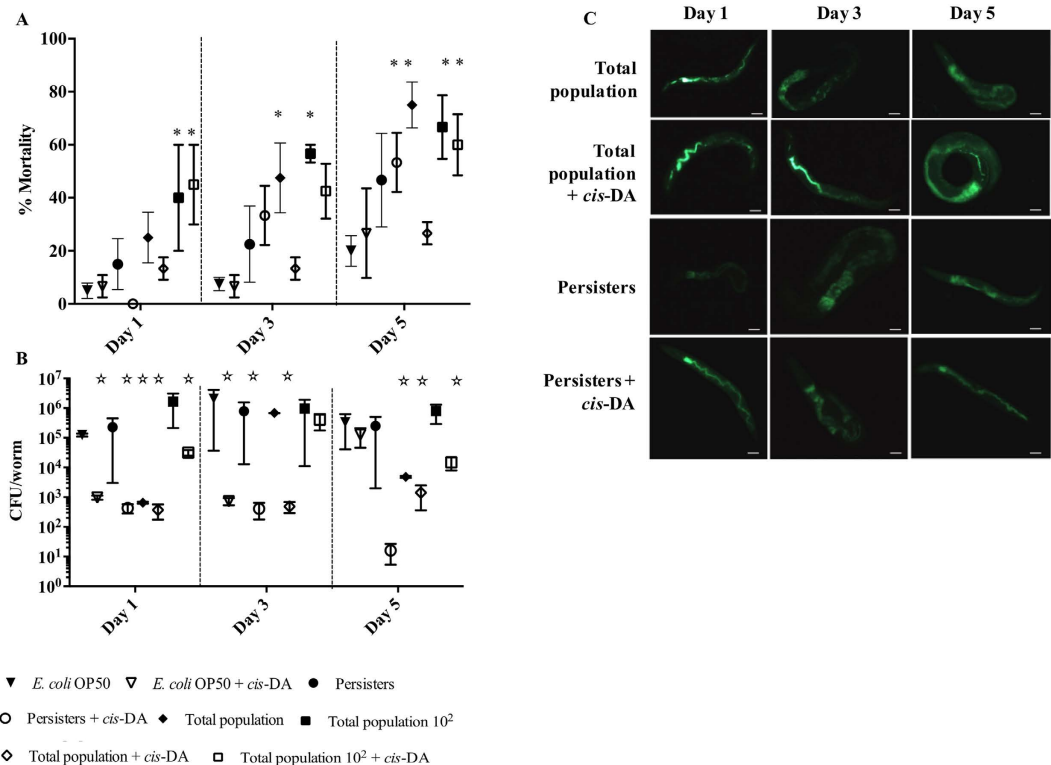 A
100
80
60
40
20
0
% Mortality
* *
*
*
* *
* *
Day 1
Day 3
Day 5
B
10⁷
10⁶
10⁵
10⁴
10³
10²
10¹
10⁰
CFU/worm
☆ ☆ ☆ ☆ ☆
☆ ☆ ☆
☆ ☆ ☆
Day 1
Day 3
Day 5
▼ E. coli OP50 ▽ E. coli OP50 + cis-DA ● Persisters
○ Persisters + cis-DA ◆ Total population ■ Total population 10²
◇ Total population + cis-DA □ Total population 10² + cis-DA
C
Day 1 Day 3 Day 5
Total
population
Total
population
+ cis-DA
Persisters
Persisters +
cis-DA